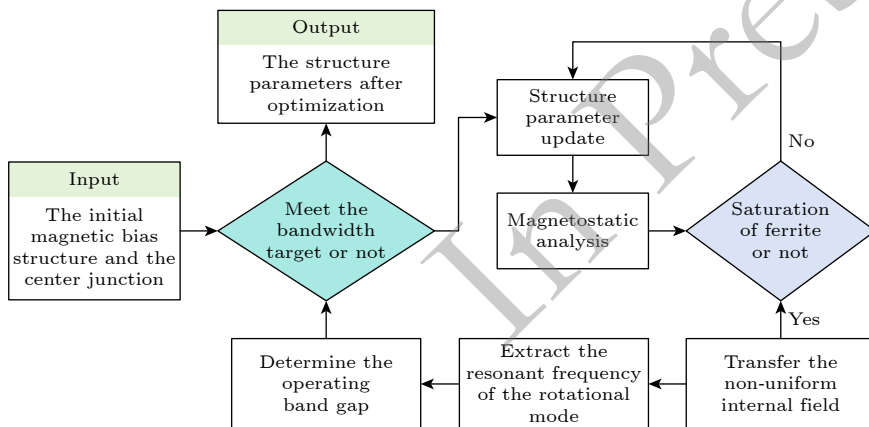 Output
The structure
parameters after
optimization
Input
The initial
magnetic bias
structure and the
center junction
Meet the
bandwidth
target or not
Structure
parameter
update
Magnetostatic
analysis
No
Saturation
of ferrite
or not
Yes
Determine the
operating
band gap
Extract the
resonant frequency
of the rotational
mode
Transfer the
non-uniform
internal field
In Pre